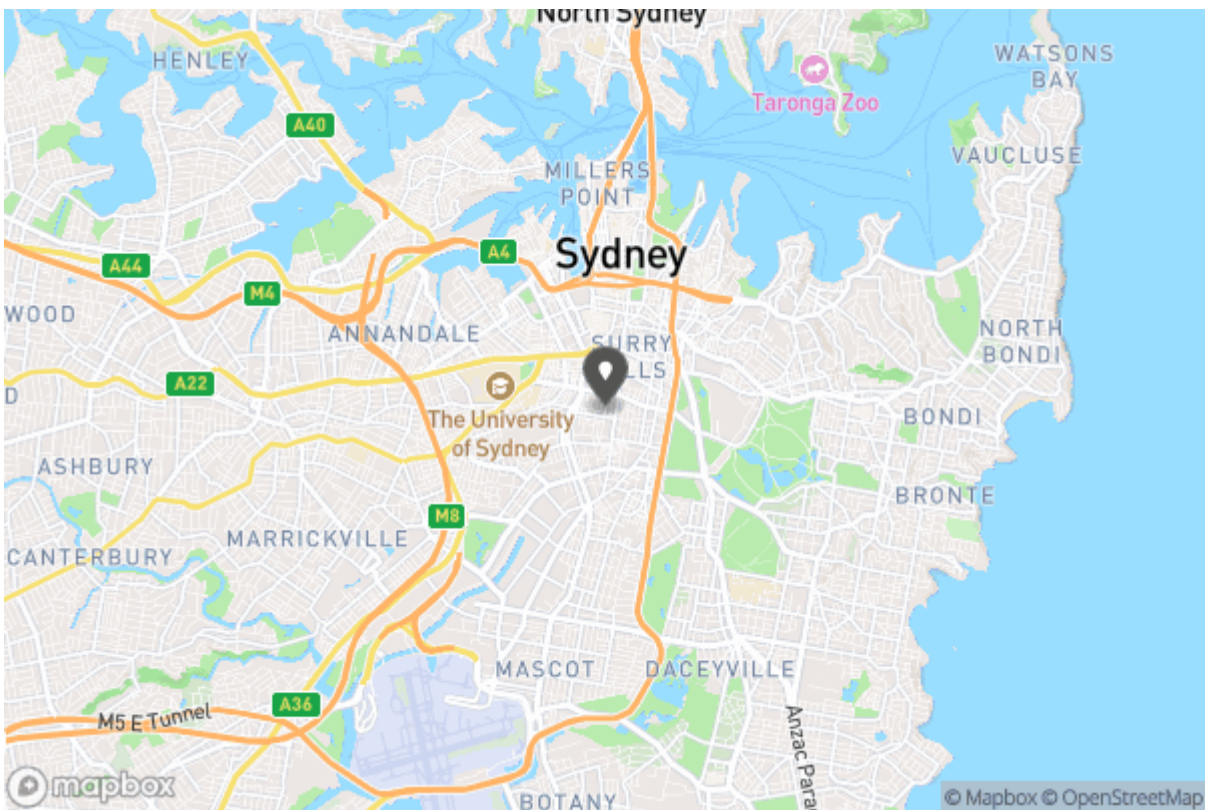 North Sydney
HENLEY
WATSONS
BAY
Taronga Zoo
A40
VAUCLUSE
MILLERS
POINT
A4
Sydney
A44
M4
WOOD
ANNANDALE
SURRY
NORTH
BONDI
A22
D
The University
of Sydney
BONDI
ASHBURY
BRONTE
M8
MARRICKVILLE
CANTERBURY
MASCOT
DACEYVILLE
A36
M5 E Tunnel
Anzac Para
mapbox
BOTANY
© Mapbox © OpenStreetMap